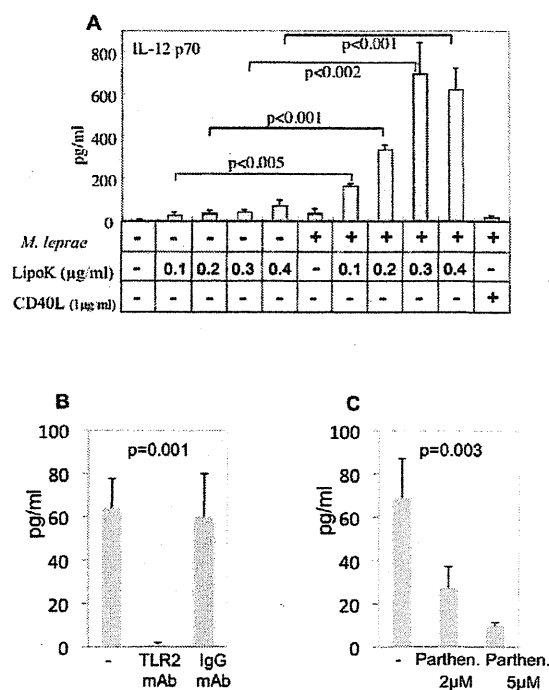 A
IL-12 p70
p<0.001
p<0.002
p<0.001
p<0.005
800
600
400
200
0
pg/ml
M. leprae - - - - - + + + + + +
LipoK (µg/ml) - 0.1 0.2 0.3 0.4 - 0.1 0.2 0.3 0.4 -
CD40L (1µg/ml) - - - - - - - - - - +
B
p=0.001
100
80
60
40
20
0
pg/ml
- TLR2 IgG
mAb mAb
C
p=0.003
100
80
60
40
20
0
pg/ml
- Parthen. Parthen.
2µM 5µM